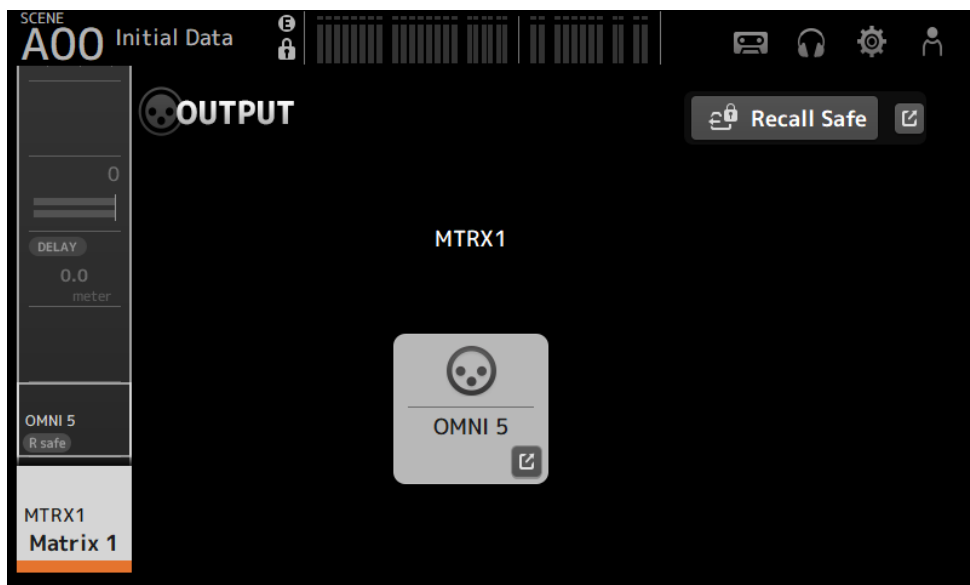 SCENE
A00 Initial Data
E
OUTPUT
Recall Safe
0
DELAY
0.0
meter
MTRX1
OMNI 5
OMNI 5
R safe
MTRX1
Matrix 1